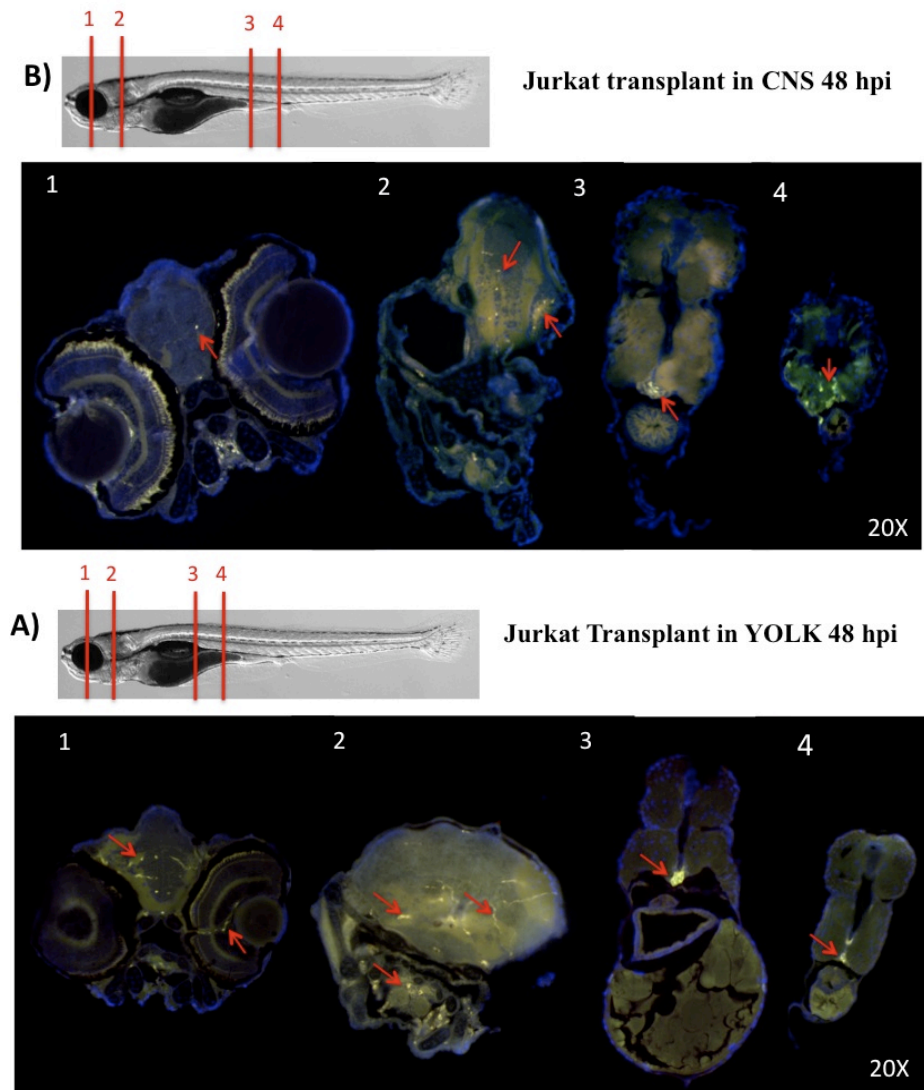 1 2 3 4
B)
Jurkat transplant in CNS 48 hpi
1 2 3 4
20X
1 2 3 4
A)
Jurkat Transplant in YOLK 48 hpi
1 2 3 4
20X